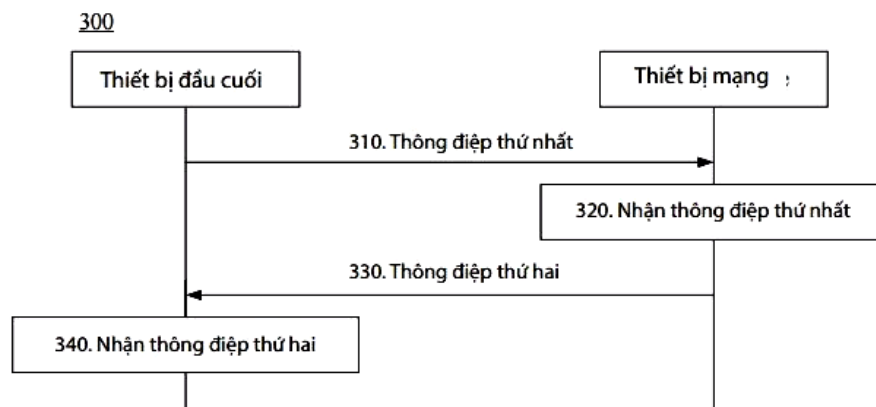 300
Thiết bị đầu cuối
Thiết bị mạng
310. Thông điệp thứ nhất
320. Nhận thông điệp thứ nhất
330. Thông điệp thứ hai
340. Nhận thông điệp thứ hai